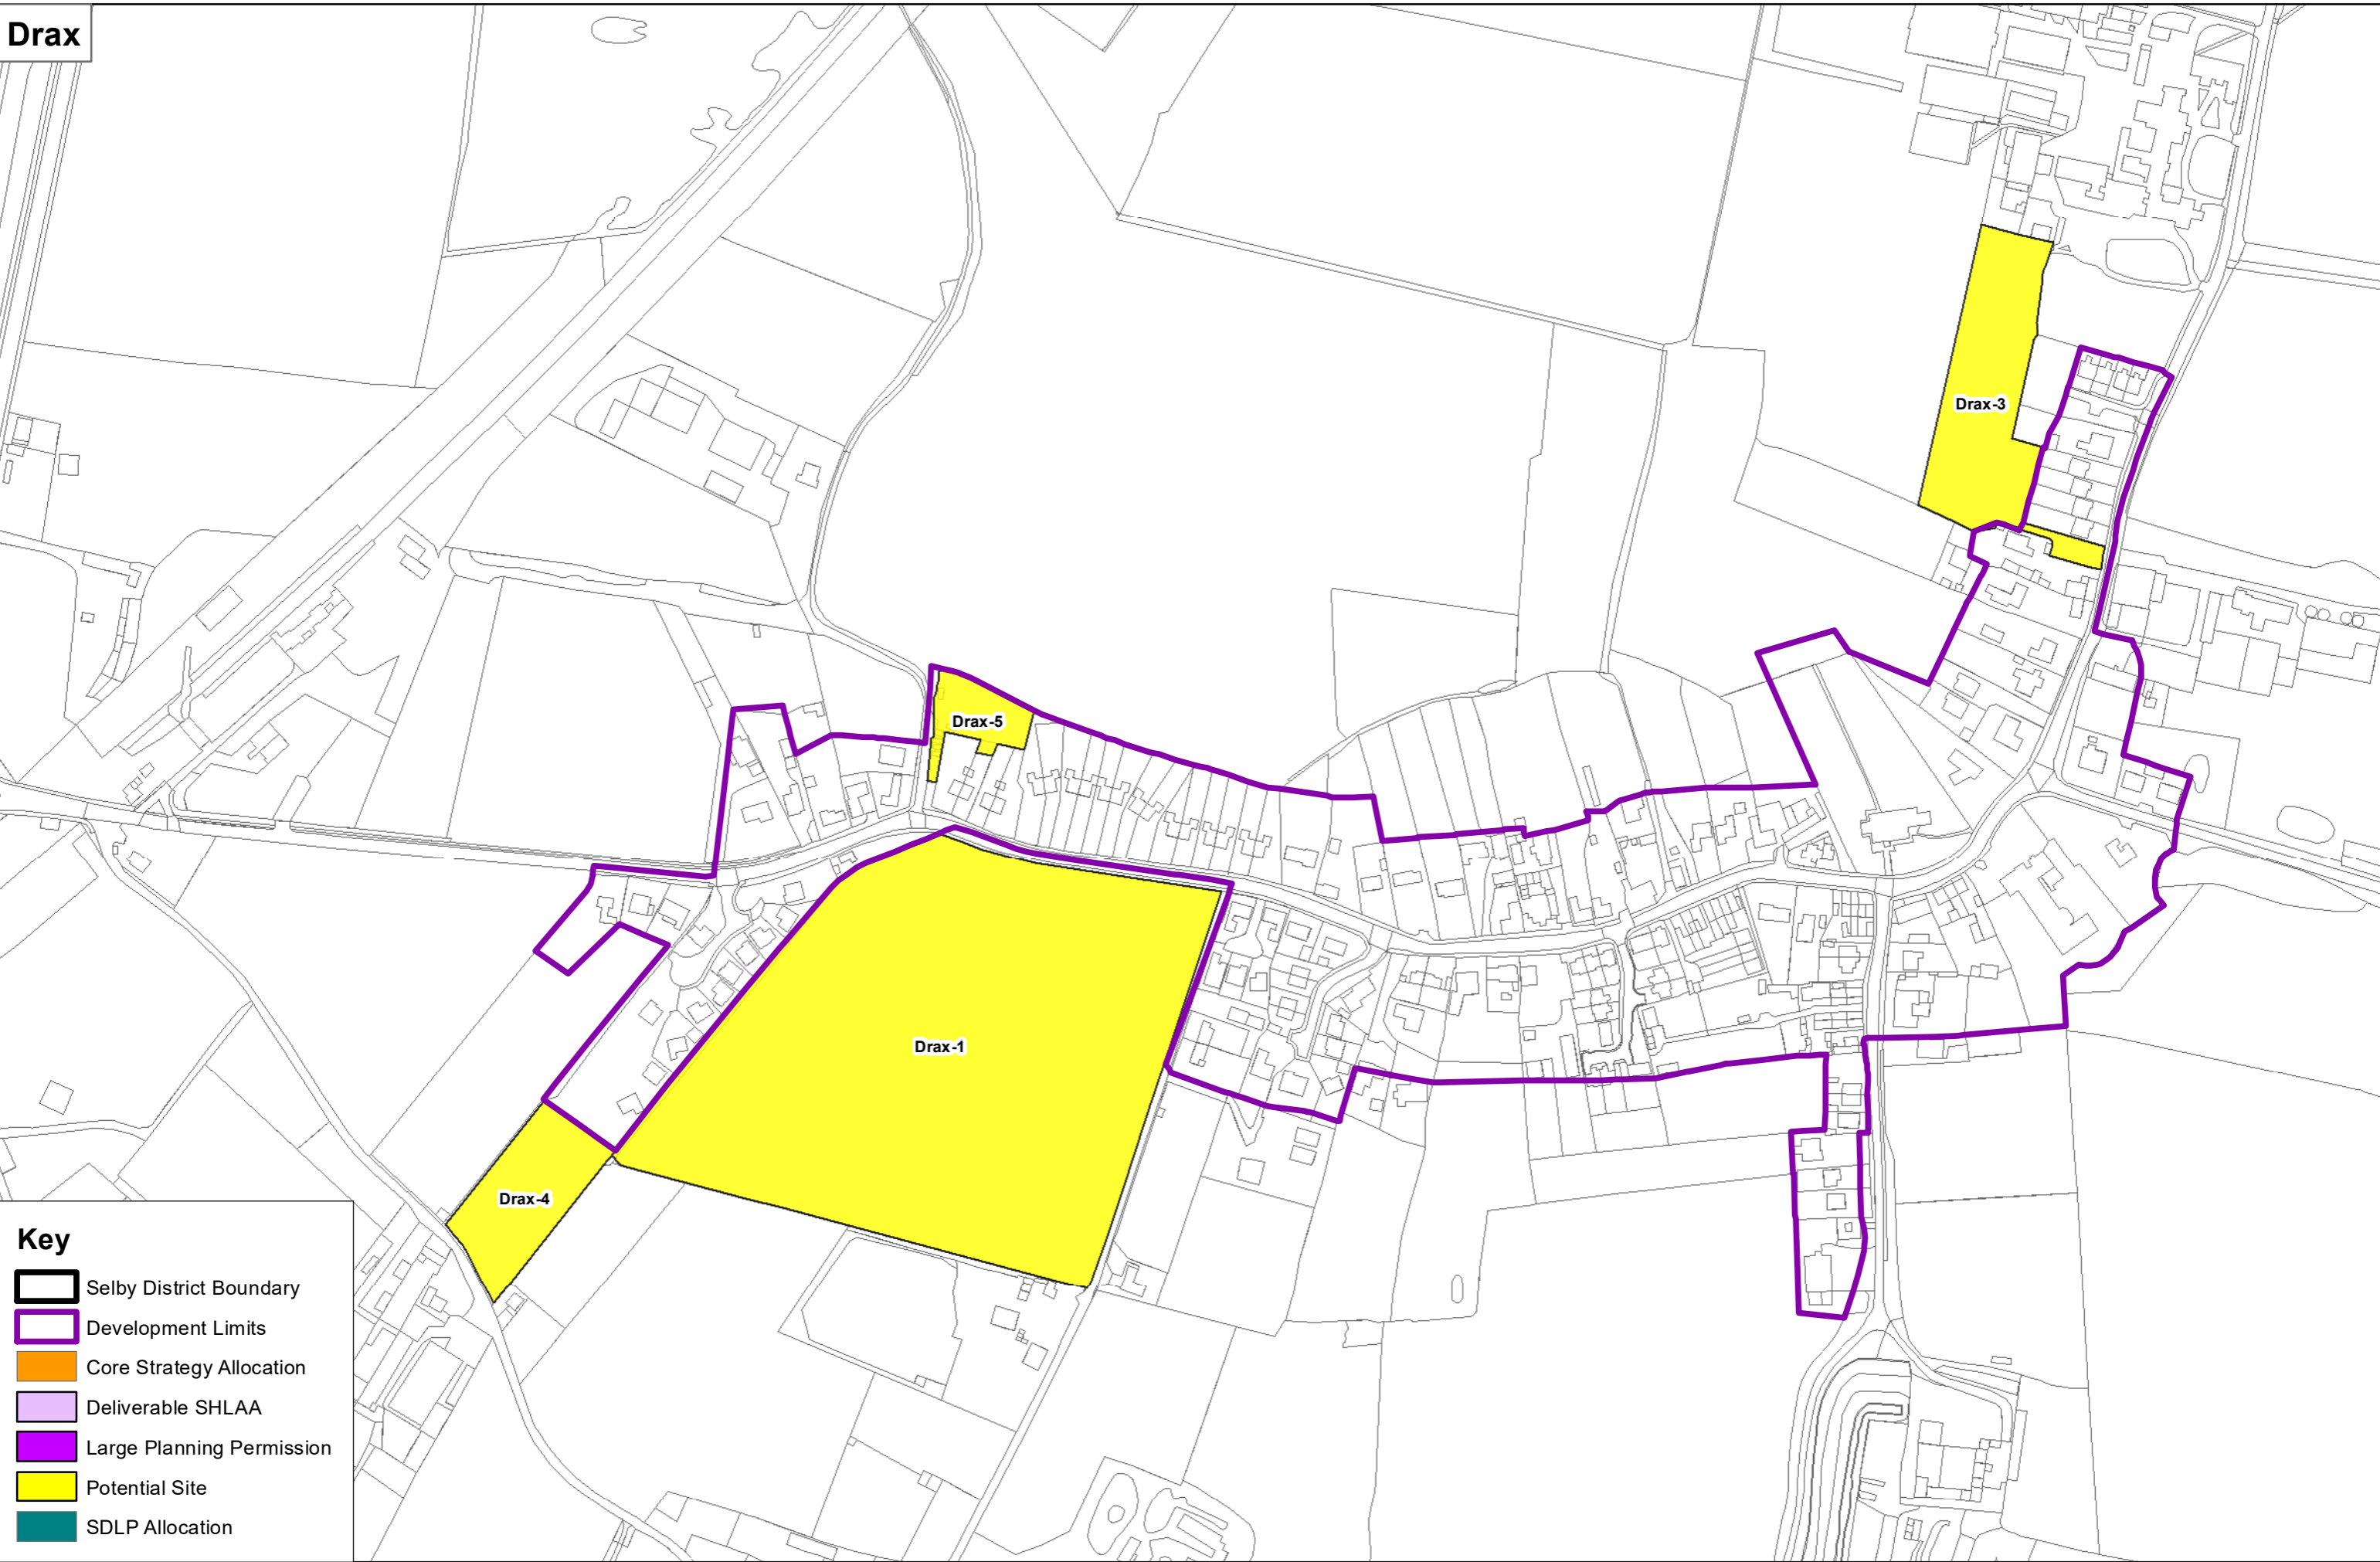 Drax
Drax-3
Drax-5
Drax-1
Drax-4
Key
Selby District Boundary
Development Limits
Core Strategy Allocation
Deliverable SHLAA
Large Planning Permission
Potential Site
SDLP Allocation